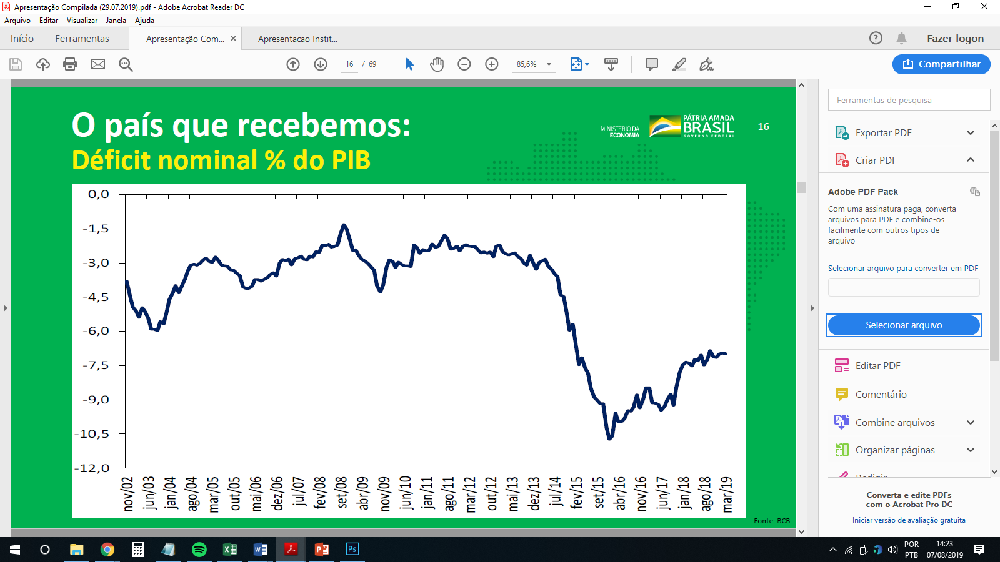 Apresentação Compilada (29.07.2019).pdf - Adobe Acrobat Reader DC
Arquivo Editar Visualizar Janela Ajuda
Início Ferramentas Apresentação Com... × Apresentacao Instit... Fazer logon
16 / 69 85,6% Compartilhar
O país que recebemos:
Déficit nominal % do PIB
MINISTÉRIO DA
ECONOMIA
PÁTRIA AMADA
BRASIL
GOVERNO FEDERAL
16
0,0
-1,5
-3,0
-4,5
-6,0
-7,5
-9,0
-10,5
-12,0
nov/02
jun/03
jan/04
ago/04
mar/05
out/05
mai/06
dez/06
jul/07
fev/08
set/08
abr/09
nov/09
jun/10
jan/11
ago/11
mar/12
out/12
mai/13
dez/13
jul/14
fev/15
set/15
abr/16
nov/16
jun/17
jan/18
ago/18
mar/19
Fonte: BCB
Ferramentas de pesquisa
Exportar PDF
Criar PDF
Adobe PDF Pack
Com uma assinatura paga, converta
arquivos para PDF e combine-os
facilmente com outros tipos de
arquivo
Selecionar arquivo para converter em PDF
Selecionar arquivo
Editar PDF
Comentário
Combine arquivos
Organizar páginas
Converta e edite PDFs
com o Acrobat Pro DC
Iniciar versão de avaliação gratuita
POR
PTB
14:23
07/08/2019